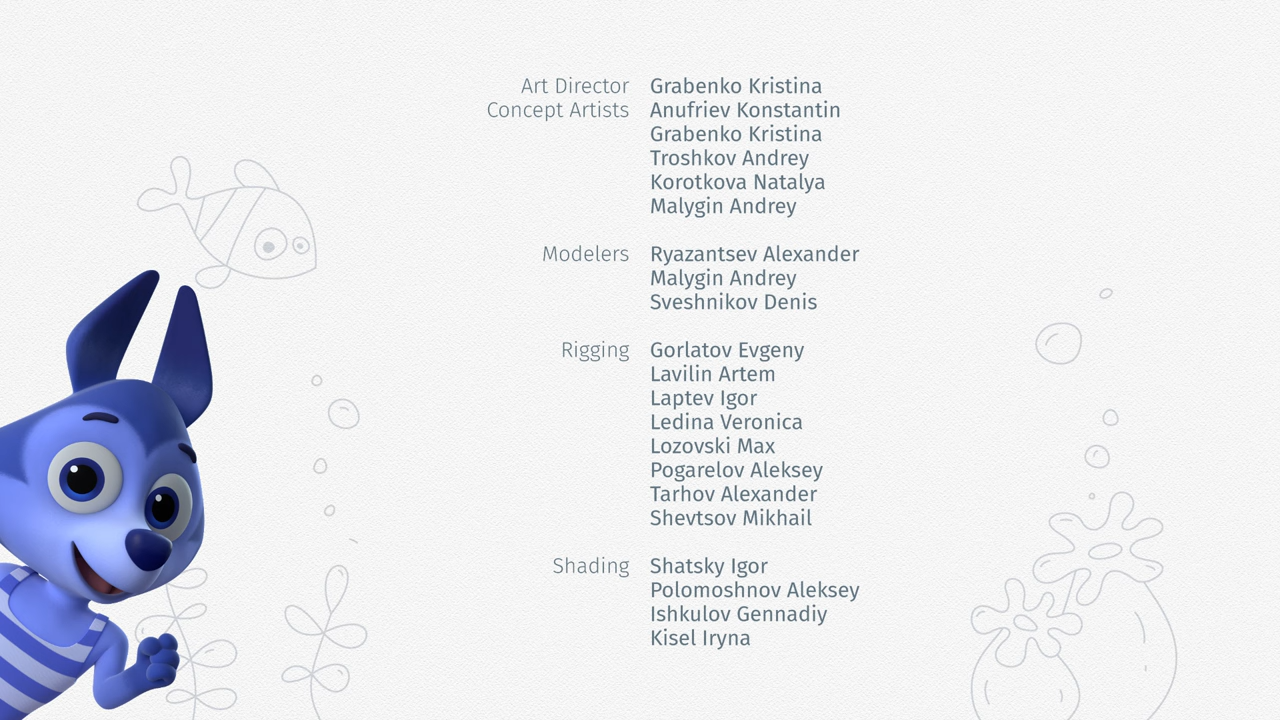 Art Director Grabenko Kristina
Concept Artists Anufriev Konstantin
Grabenko Kristina
Troshkov Andrey
Korotkova Natalya
Malygin Andrey
Modelers Ryazantsev Alexander
Malygin Andrey
Sveshnikov Denis
Rigging Gorlatov Evgeny
Lavilin Artem
Laptev Igor
Ledina Veronica
Lozovski Max
Pogarelov Aleksey
Tarhov Alexander
Shevtsov Mikhail
Shading Shatsky Igor
Polomoshnov Aleksey
Ishkulov Gennadiy
Kisel Iryna